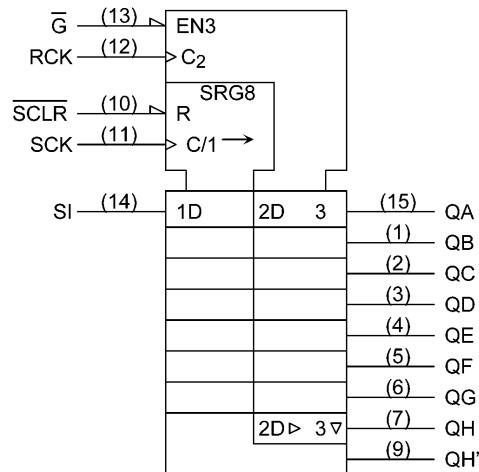 G̅ (13) EN3
RCK (12) C₂
SRG8
S̅C̅L̅R̅ (10) R
SCK (11) C/1 →
SI (14) 1D 2D 3 (15) QA
(1) QB
(2) QC
(3) QD
(4) QE
(5) QF
(6) QG
2D▷ 3▽ (7) QH
(9) QH'